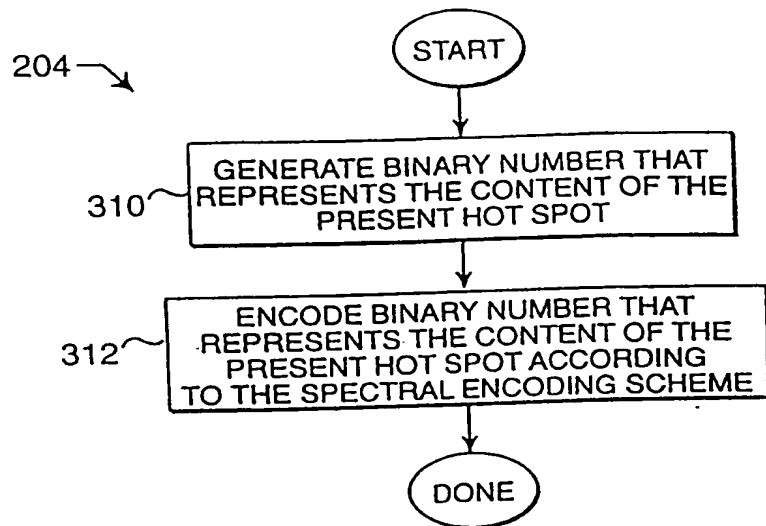 204
START
310
GENERATE BINARY NUMBER THAT
REPRESENTS THE CONTENT OF THE
PRESENT HOT SPOT
312
ENCODE BINARY NUMBER THAT
REPRESENTS THE CONTENT OF THE
PRESENT HOT SPOT ACCORDING
TO THE SPECTRAL ENCODING SCHEME
DONE